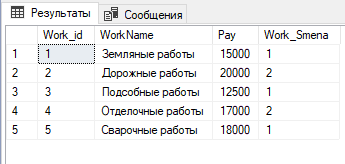 Результаты Сообщения
Work_id WorkName Pay Work_Smena
1 1 Земляные работы 15000 1
2 2 Дорожные работы 20000 2
3 3 Подсобные работы 12500 1
4 4 Отделочные работы 17000 2
5 5 Сварочные работы 18000 1